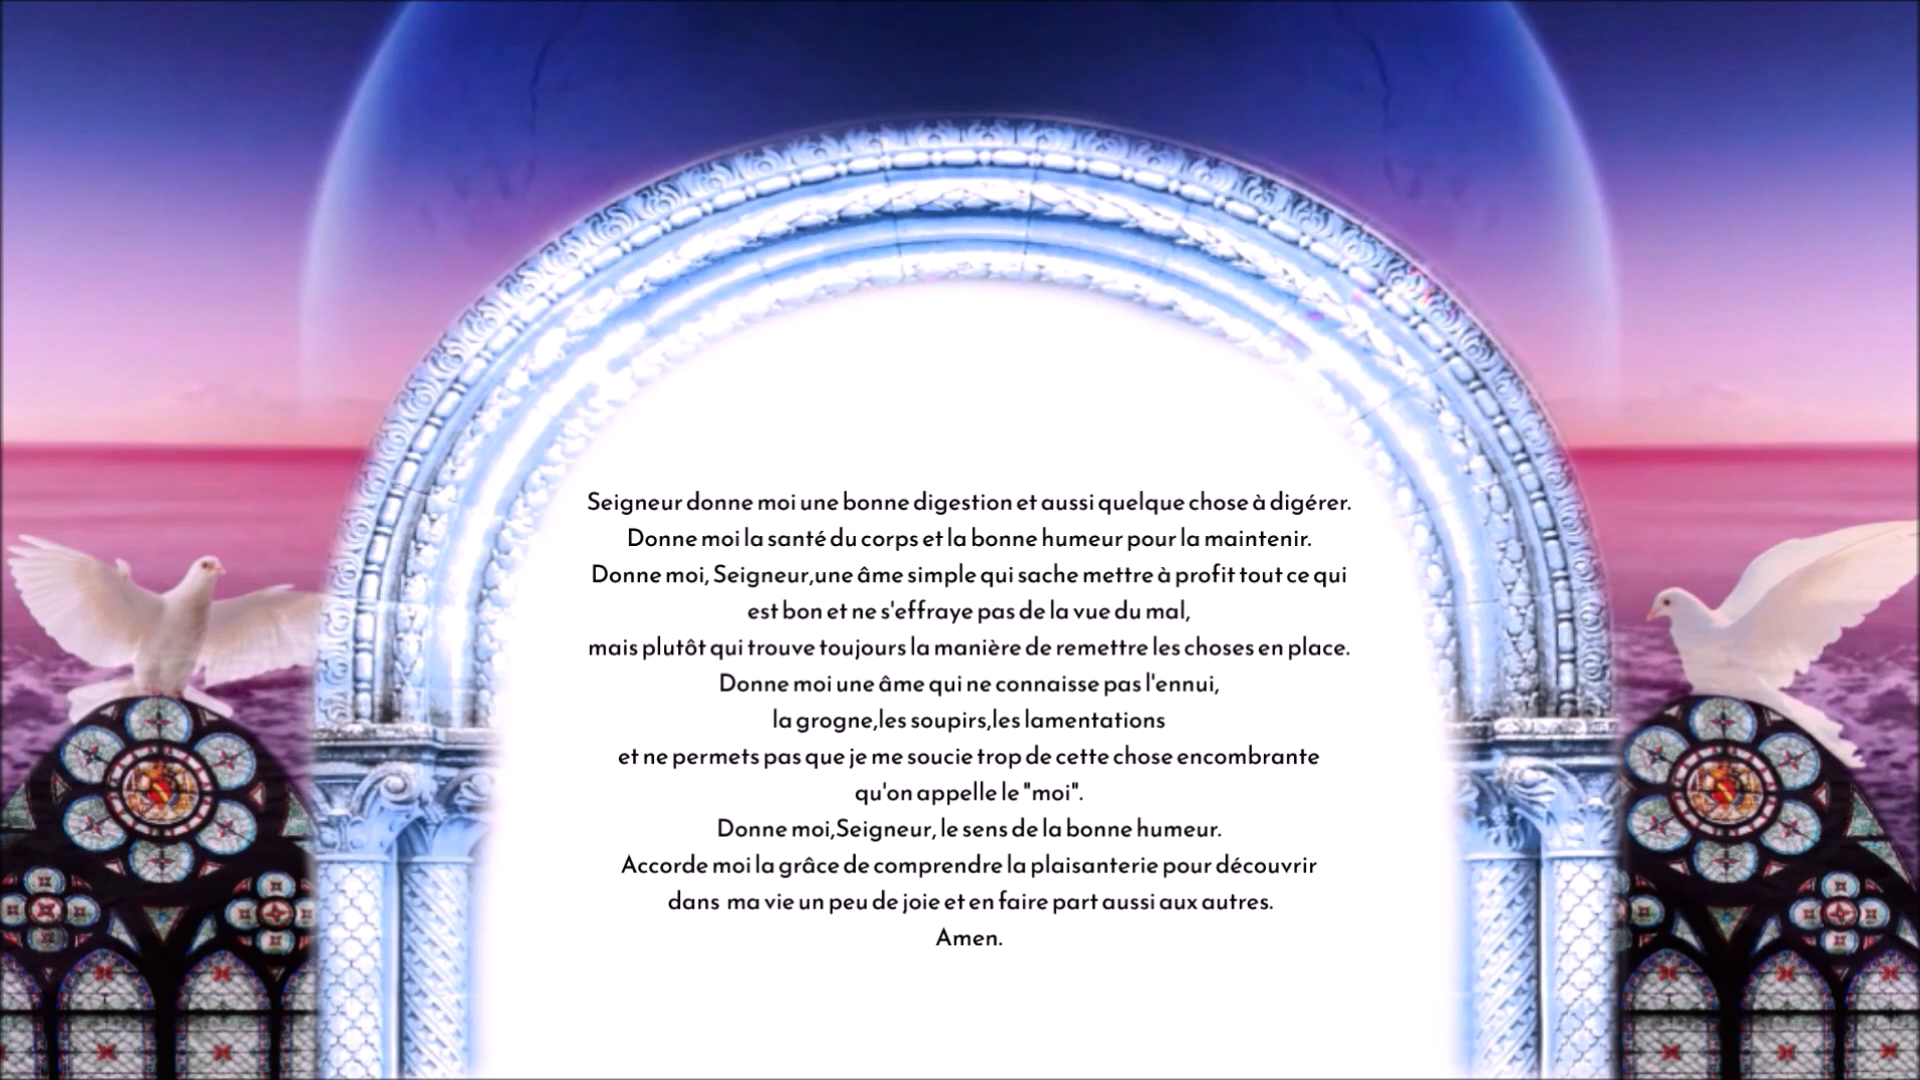 Seigneur donne moi une bonne digestion et aussi quelque chose à digérer.
Donne moi la santé du corps et la bonne humeur pour la maintenir.
Donne moi, Seigneur,une âme simple qui sache mettre à profit tout ce qui
est bon et ne s'effraye pas de la vue du mal,
mais plutôt qui trouve toujours la manière de remettre les choses en place.
Donne moi une âme qui ne connaisse pas l'ennui,
la grogne,les soupirs,les lamentations
et ne permets pas que je me soucie trop de cette chose encombrante
qu'on appelle le "moi".
Donne moi,Seigneur, le sens de la bonne humeur.
Accorde moi la grâce de comprendre la plaisanterie pour découvrir
dans ma vie un peu de joie et en faire part aussi aux autres.
Amen.